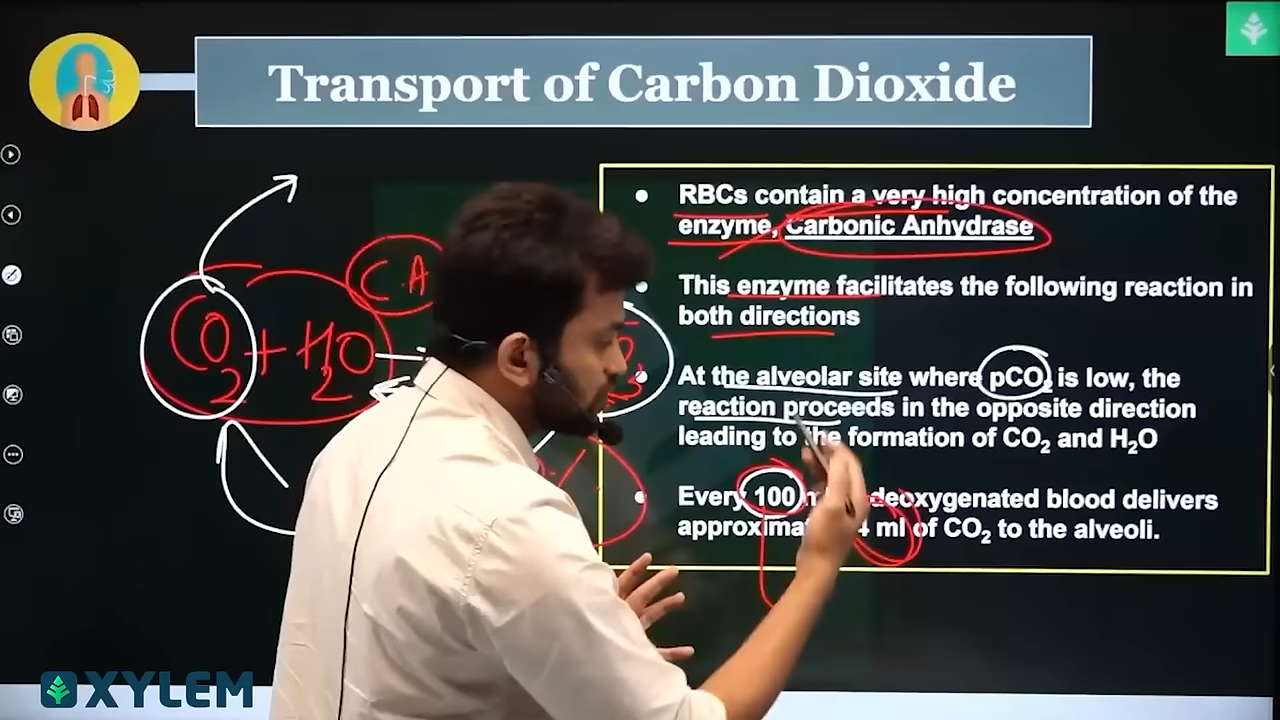 Transport of Carbon Dioxide
• RBCs contain a very high concentration of the
enzyme, Carbonic Anhydrase
• This enzyme facilitates the following reaction in
both directions
• At the alveolar site where pCO₂ is low, the
reaction proceeds in the opposite direction
leading to the formation of CO₂ and H₂O
• Every 100 deoxygenated blood delivers
4 ml of CO₂ to the alveoli.
C.A
CO₂ + H₂O
XYLEM